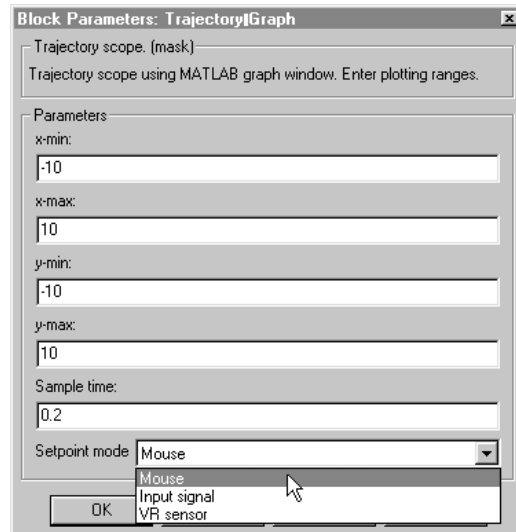 Block Parameters: Trajectory Graph
Trajectory scope. (mask)
Trajectory scope using MATLAB graph window. Enter plotting ranges.
Parameters
x-min:
-10
x-max:
10
y-min:
-10
y-max:
10
Sample time:
0.2
Setpoint mode Mouse
Mouse
Input signal
VR sensor
OK